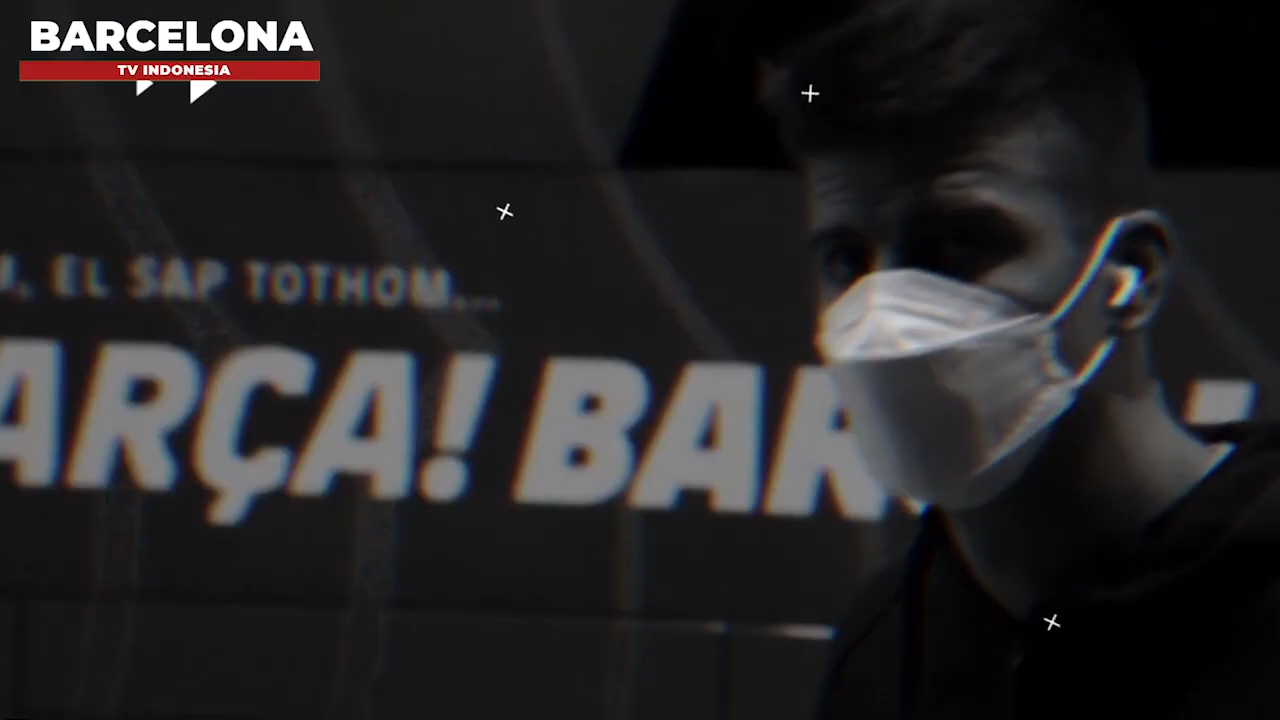 BARCELONA
TV INDONESIA
, EL SAP TOTHOM...
ARÇA! BAR